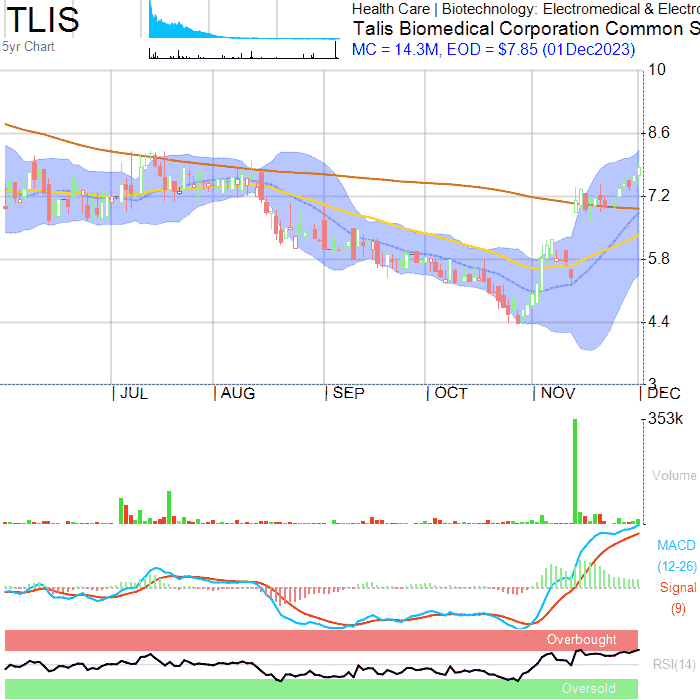 TLIS
5yr Chart
Health Care | Biotechnology: Electromedical & Electro
Talis Biomedical Corporation Common S
MC = 14.3M, EOD = $7.85 (01Dec2023)
10
8.6
7.2
5.8
4.4
3
JUL AUG SEP OCT NOV DEC
353k
Volume
MACD
(12-26)
Signal
(9)
Overbought
RSI(14)
Oversold